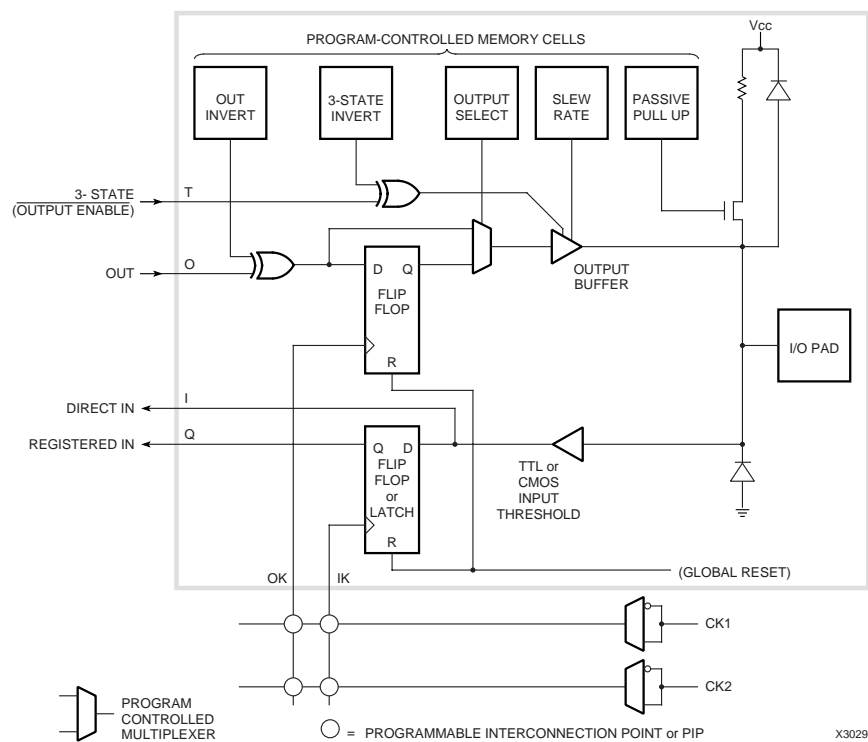 Vcc
PROGRAM-CONTROLLED MEMORY CELLS
OUT
INVERT
3-STATE
INVERT
OUTPUT
SELECT
SLEW
RATE
PASSIVE
PULL UP
3- STATE
(OUTPUT ENABLE)
T
OUT
O
D Q
FLIP
FLOP
R
OUTPUT
BUFFER
I/O PAD
DIRECT IN
I
REGISTERED IN
Q
Q D
FLIP
FLOP
or
LATCH
R
TTL or
CMOS
INPUT
THRESHOLD
OK
IK
(GLOBAL RESET)
CK1
CK2
PROGRAM
CONTROLLED
MULTIPLEXER
= PROGRAMMABLE INTERCONNECTION POINT or PIP
X3029